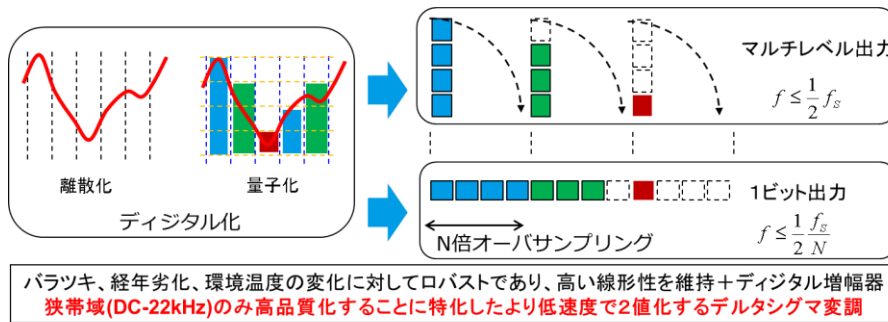 離散化
量子化
ディジタル化
マルチレベル出力
f ≤ 1/2 f_S
1ビット出力
N倍オーバサンプリング
f ≤ 1/2 f_S/N
バラツキ、経年劣化、環境温度の変化に対してロバストであり、高い線形性を維持+ディジタル増幅器
狭帯域(DC-22kHz)のみ高品質化することに特化したより低速度で2値化するデルタシグマ変調